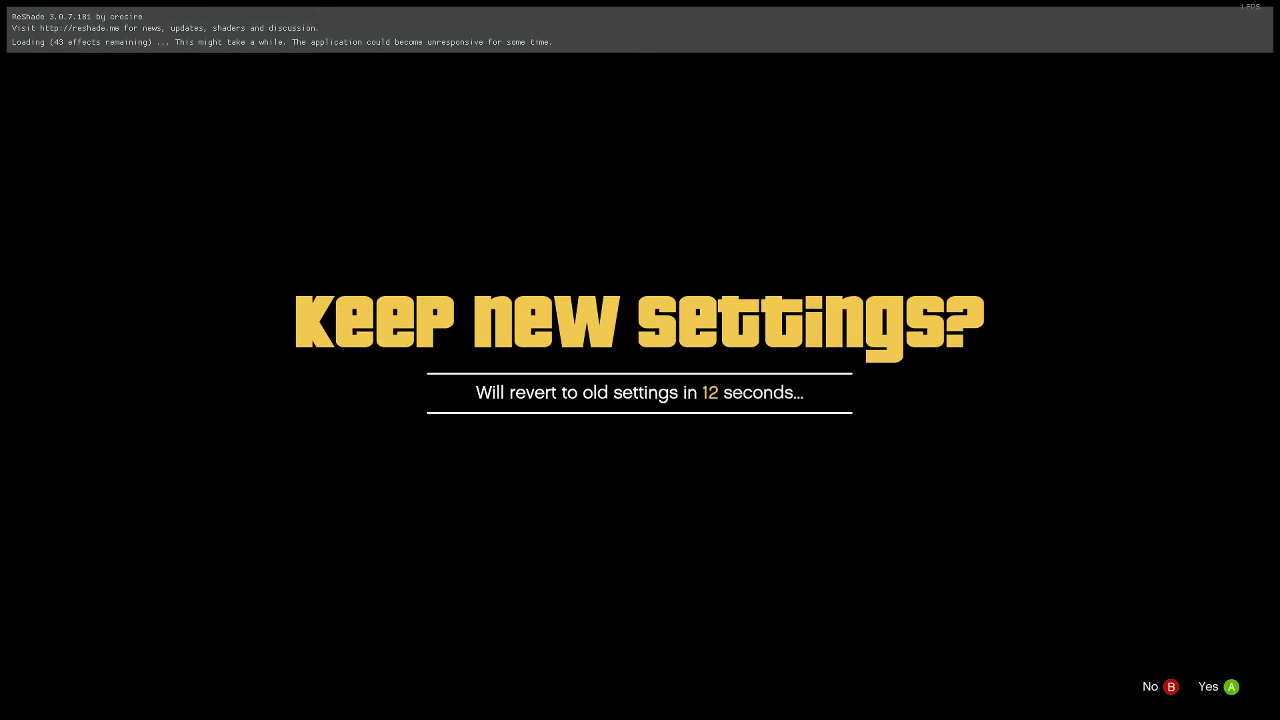 ReShade 3.0.7.181 by crosire
Visit http://reshade.me for news, updates, shaders and discussion.
Loading (43 effects remaining) ... This might take a while. The application could become unresponsive for some time.
1 FPS
Keep new settings?
Will revert to old settings in 12 seconds...
No B Yes A